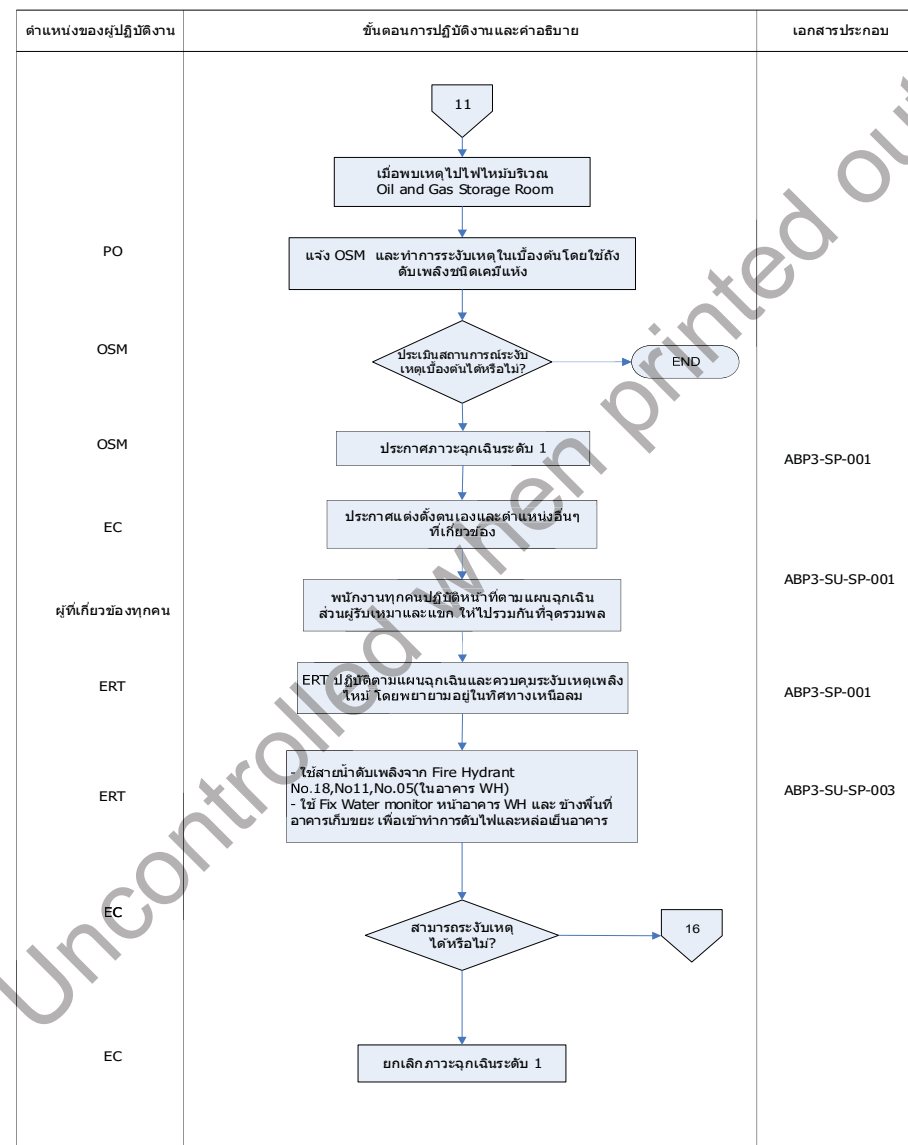 ตำแหน่งของผู้ปฏิบัติงาน
ขั้นตอนการปฏิบัติงานและคำอธิบาย
เอกสารประกอบ
11
เมื่อพบเหตุไปไฟไหม้บริเวณ
Oil and Gas Storage Room
PO
แจ้ง OSM และทำการระงับเหตุในเบื้องต้นโดยใช้ถัง
ดับเพลิงชนิดเคมีแห้ง
OSM
ประเมินสถานการณ์ระงับ
เหตุเบื้องต้นได้หรือไม่?
END
OSM
ประกาศภาวะฉุกเฉินระดับ 1
ABP3-SP-001
EC
ประกาศแต่งตั้งตนเองและตำแหน่งอื่นๆ
ที่เกี่ยวข้อง
ABP3-SU-SP-001
ผู้ที่เกี่ยวข้องทุกคน
พนักงานทุกคนปฏิบัติหน้าที่ตามแผนฉุกเฉิน
ส่วนผู้รับเหมาและแขก ให้ไปรวมกันที่จุดรวมพล
ERT
ERT ปฏิบัติตามแผนฉุกเฉินและควบคุมระงับเหตุเพลิง
ไหม้ โดยพยายามอยู่ในทิศทางเหนือลม
ABP3-SP-001
ERT
- ใช้สายน้ำดับเพลิงจาก Fire Hydrant
No.18,No11,No.05(ในอาคาร WH)
- ใช้ Fix Water monitor หน้าอาคาร WH และ ข้างพื้นที่
อาคารเก็บขยะ เพื่อเข้าทำการดับไฟและหล่อเย็นอาคาร
ABP3-SU-SP-003
EC
สามารถระงับเหตุ
ได้หรือไม่?
16
EC
ยกเลิกภาวะฉุกเฉินระดับ 1
Uncontrolled when printed out